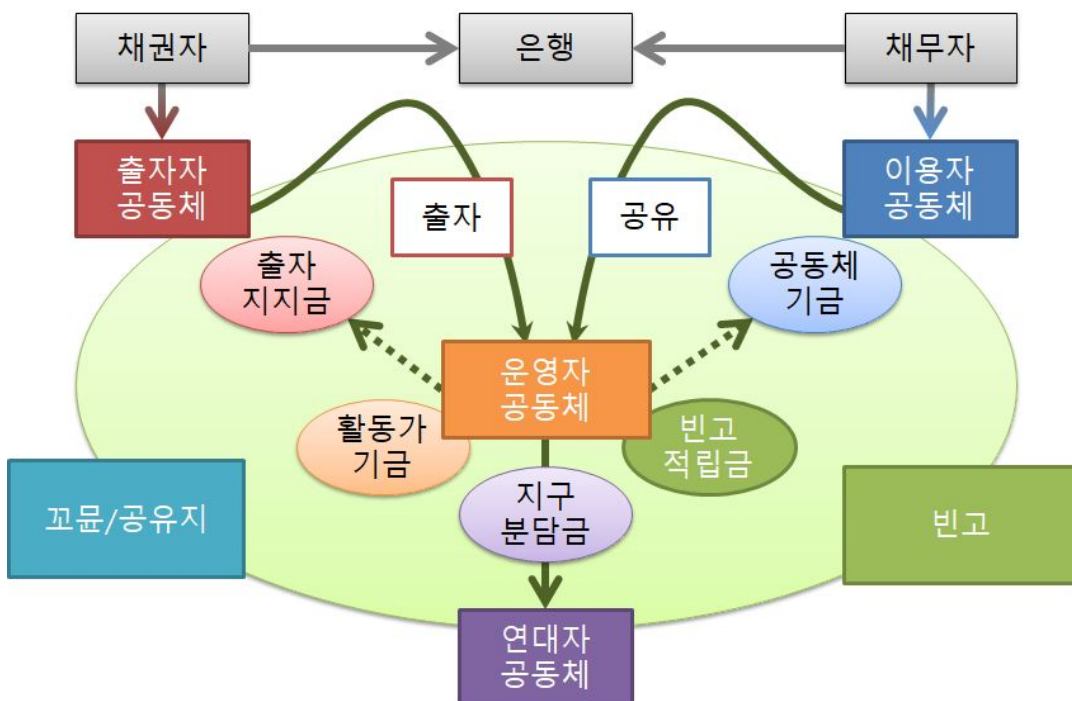 채권자
은행
채무자
출자자
공동체
이용자
공동체
출자
공유
출자
지지금
공동체
기금
운영자
공동체
활동가
기금
빈고
적립금
지구
분담금
꼬뮨/공유지
빈고
연대자
공동체